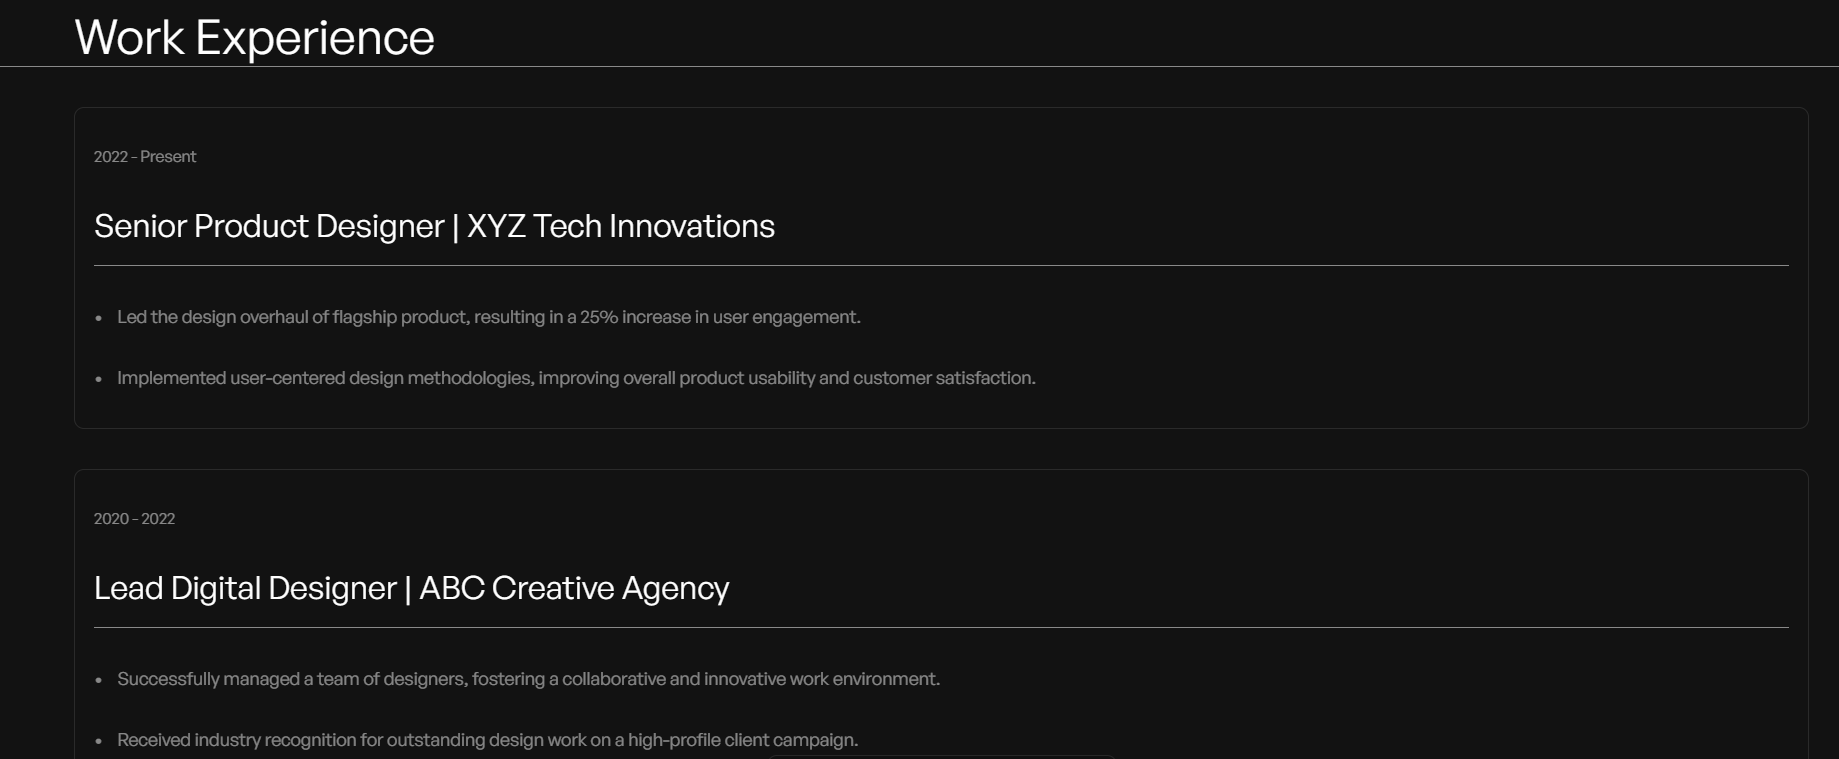 Work Experience
2022 - Present
Senior Product Designer | XYZ Tech Innovations
• Led the design overhaul of flagship product, resulting in a 25% increase in user engagement.
• Implemented user-centered design methodologies, improving overall product usability and customer satisfaction.
2020 - 2022
Lead Digital Designer | ABC Creative Agency
• Successfully managed a team of designers, fostering a collaborative and innovative work environment.
• Received industry recognition for outstanding design work on a high-profile client campaign.